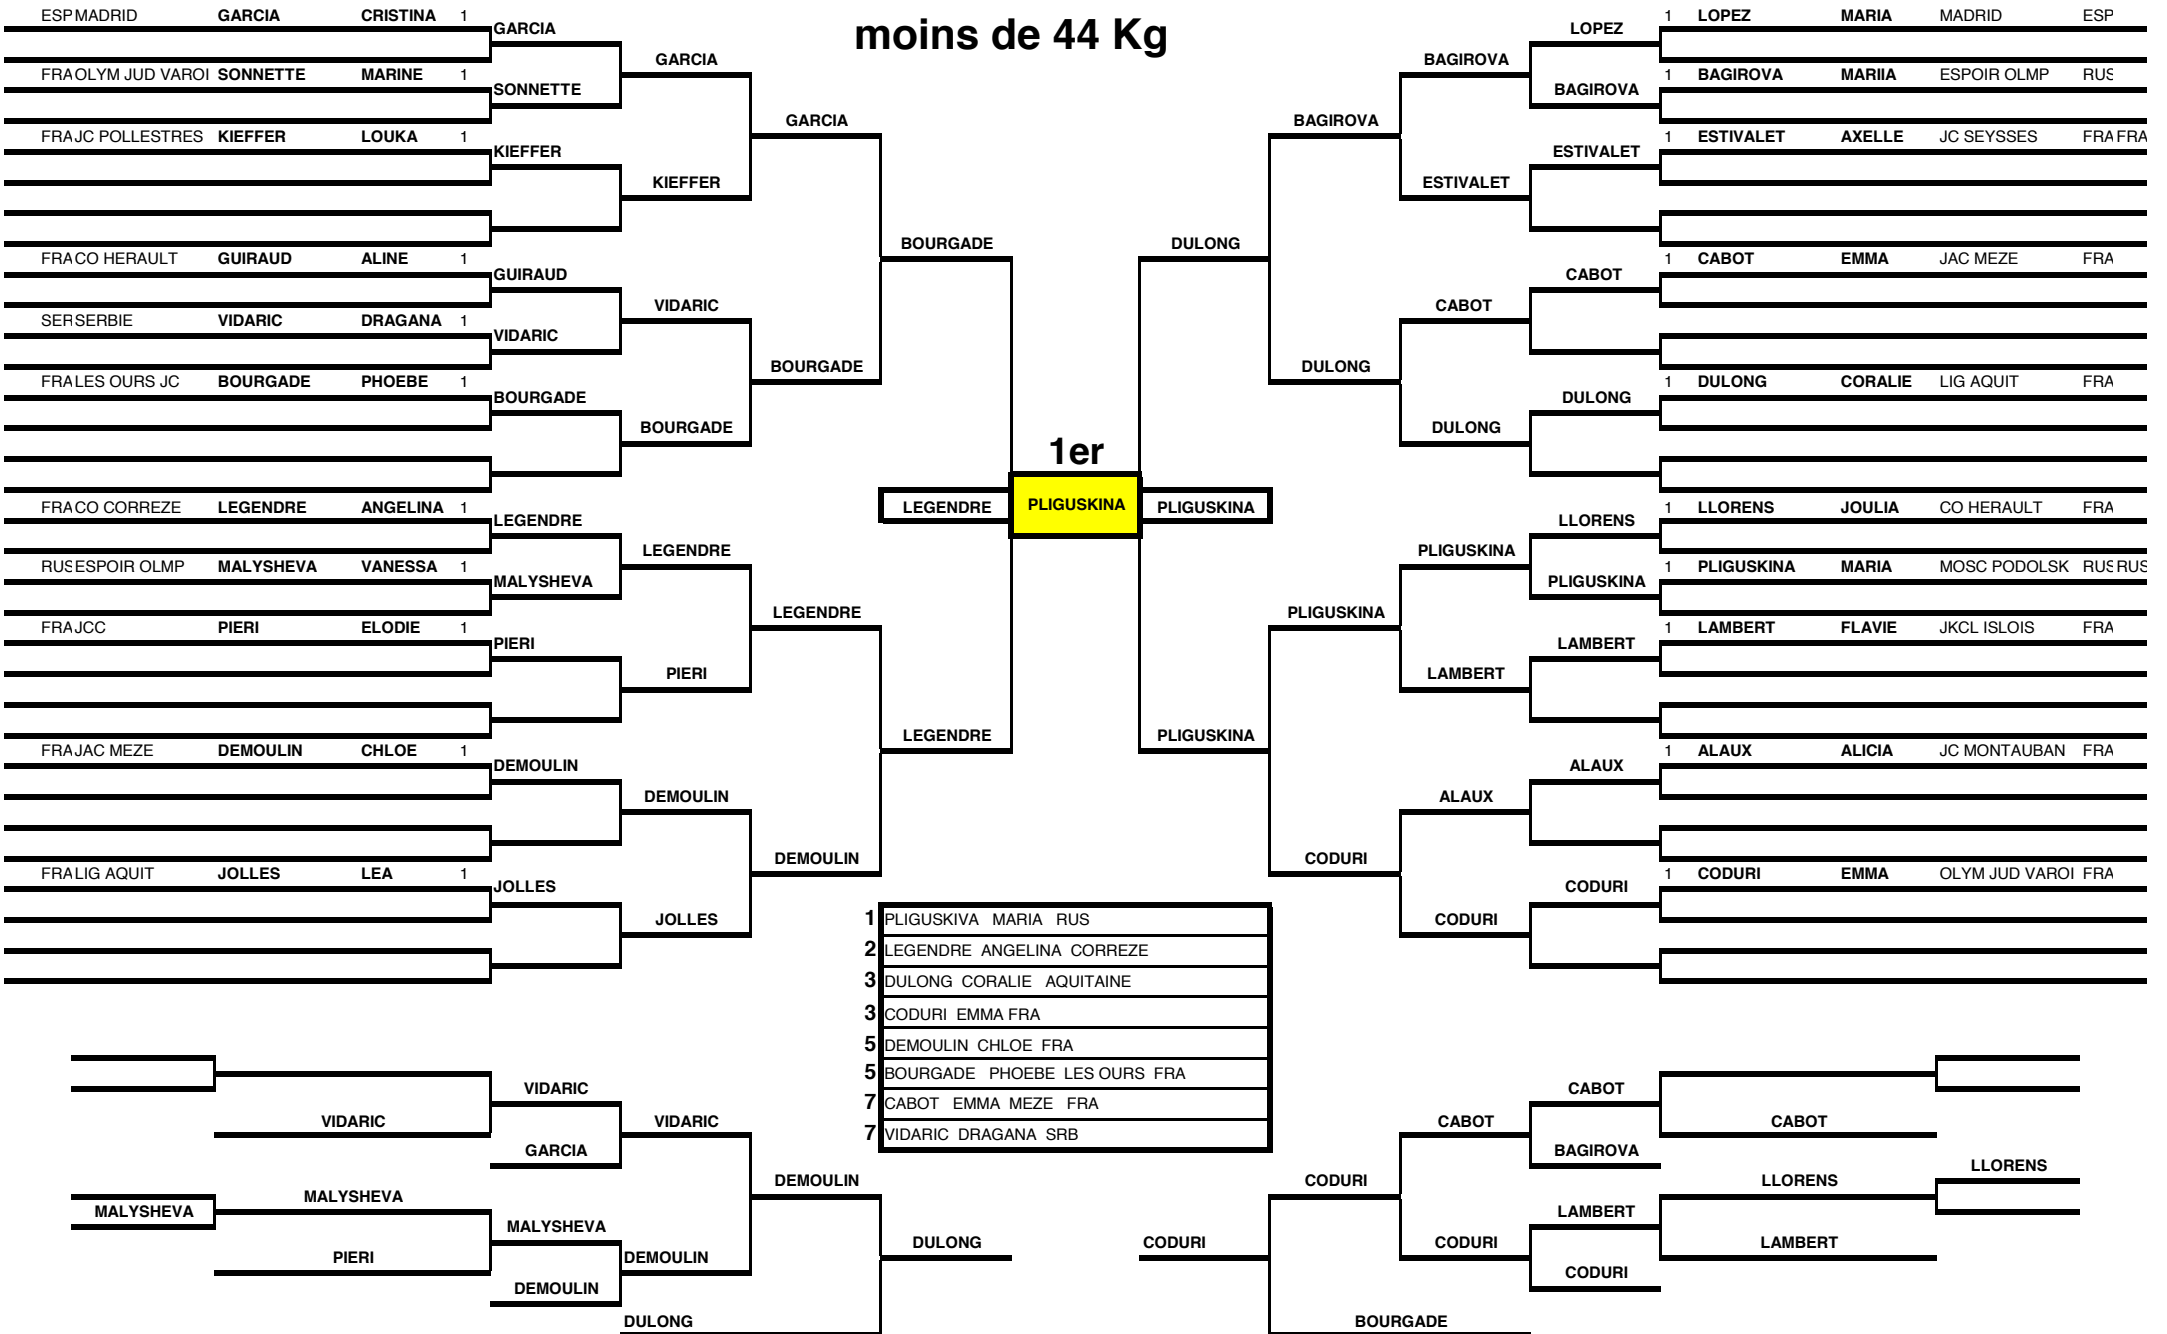 moins de 44 Kg
ESP MADRID GARCIA CRISTINA 1
GARCIA
FRA OLYM JUD VAROI SONNETTE MARINE 1
SONNETTE
FRA JC POLLESTRES KIEFFER LOUKA 1
KIEFFER
FRA CO HERAULT GUIRAUD ALINE 1
GUIRAUD
SER SERBIE VIDARIC DRAGANA 1
VIDARIC
FRA LES OURS JC BOURGADE PHOEBE 1
BOURGADE
FRA CO CORREZE LEGENDRE ANGELINA 1
LEGENDRE
RUS ESPOIR OLMP MALYSHEVA VANESSA 1
MALYSHEVA
FRA JCC PIERI ELODIE 1
PIERI
FRA JAC MEZE DEMOULIN CHLOE 1
DEMOULIN
FRA LIG AQUIT JOLLES LEA 1
JOLLES
GARCIA
KIEFFER
VIDARIC
BOURGADE
LEGENDRE
PIERI
DEMOULIN
JOLLES
GARCIA
BOURGADE
LEGENDRE
DEMOULIN
BOURGADE
LEGENDRE
1er
LEGENDRE PLIGUSKINA PLIGUSKINA
DULONG
PLIGUSKINA
BAGIROVA
DULONG
PLIGUSKINA
CODURI
BAGIROVA
ESTIVALET
CABOT
DULONG
PLIGUSKINA
LAMBERT
ALAUX
CODURI
LOPEZ
1 LOPEZ MARIA MADRID ESP
BAGIROVA
1 BAGIROVA MARIIA ESPOIR OLMP RUS
ESTIVALET
1 ESTIVALET AXELLE JC SEYSSES FRA FRA
CABOT
1 CABOT EMMA JAC MEZE FRA
DULONG
1 DULONG CORALIE LIG AQUIT FRA
LLORENS
1 LLORENS JOULIA CO HERAULT FRA
PLIGUSKINA
1 PLIGUSKINA MARIA MOSC PODOLSK RUS RUS
LAMBERT
1 LAMBERT FLAVIE JKCL ISLOIS FRA
ALAUX
1 ALAUX ALICIA JC MONTAUBAN FRA
CODURI
1 CODURI EMMA OLYM JUD VAROI FRA
1 PLIGUSKIVA MARIA RUS
2 LEGENDRE ANGELINA CORREZE
3 DULONG CORALIE AQUITAINE
3 CODURI EMMA FRA
5 DEMOULIN CHLOE FRA
5 BOURGADE PHOEBE LES OURS FRA
7 CABOT EMMA MEZE FRA
7 VIDARIC DRAGANA SRB
VIDARIC
VIDARIC
GARCIA
VIDARIC
MALYSHEVA
MALYSHEVA
PIERI
MALYSHEVA
DEMOULIN
DEMOULIN
DEMOULIN
DULONG
DULONG
CABOT
CABOT
BAGIROVA
CABOT
LLORENS
LLORENS
LAMBERT
LAMBERT
CODURI
CODURI
CODURI
CODURI
BOURGADE